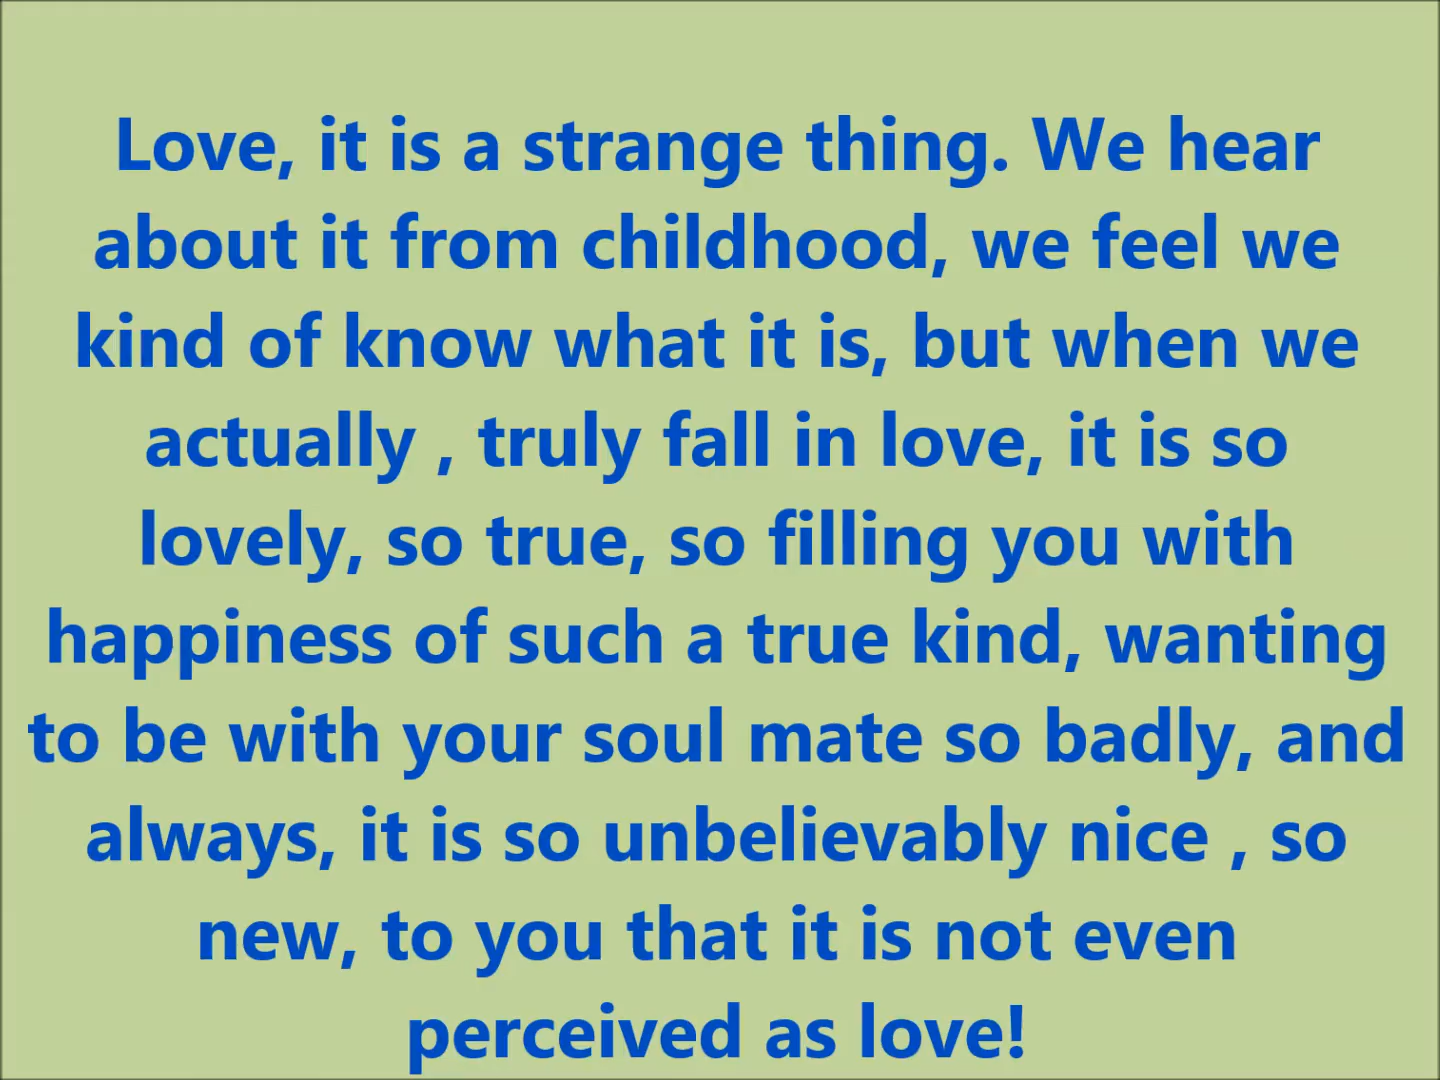 Love, it is a strange thing. We hear
about it from childhood, we feel we
kind of know what it is, but when we
actually , truly fall in love, it is so
lovely, so true, so filling you with
happiness of such a true kind, wanting
to be with your soul mate so badly, and
always, it is so unbelievably nice , so
new, to you that it is not even
perceived as love!